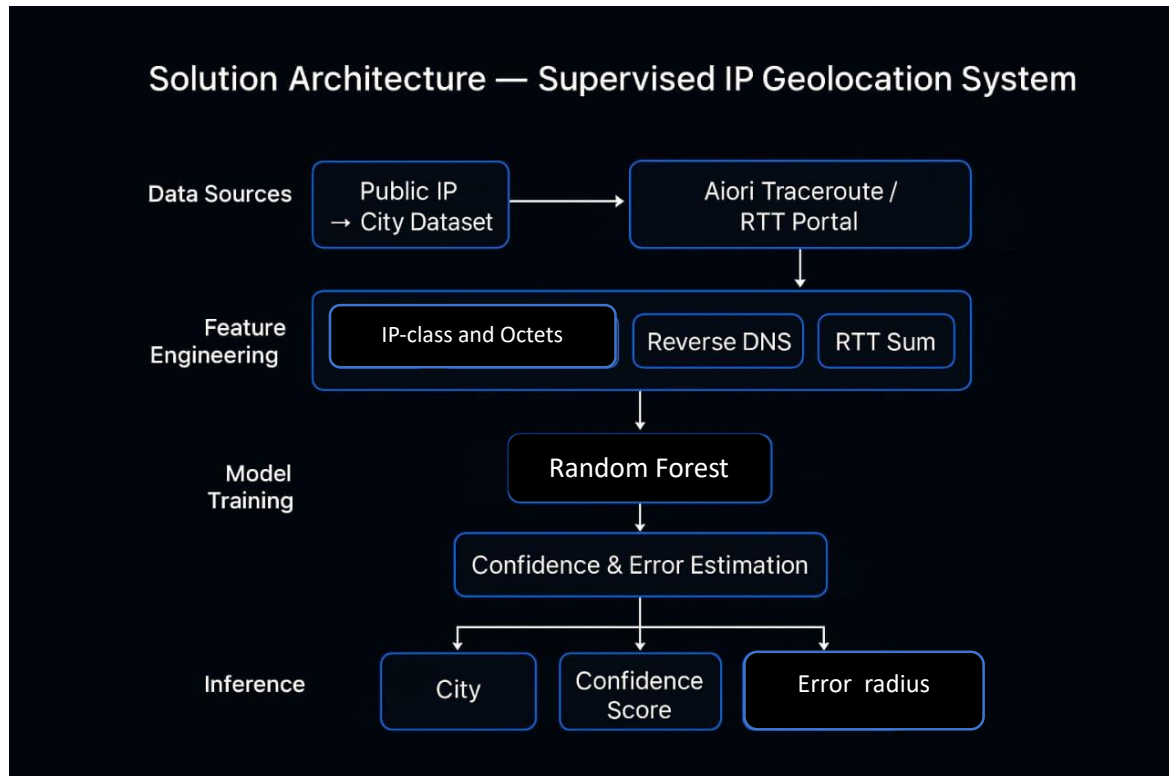 Solution Architecture — Supervised IP Geolocation System
Data Sources
Public IP
→ City Dataset
Aiori Traceroute /
RTT Portal
Feature
Engineering
IP-class and Octets
Reverse DNS
RTT Sum
Model
Training
Random Forest
Confidence & Error Estimation
Inference
City
Confidence
Score
Error radius